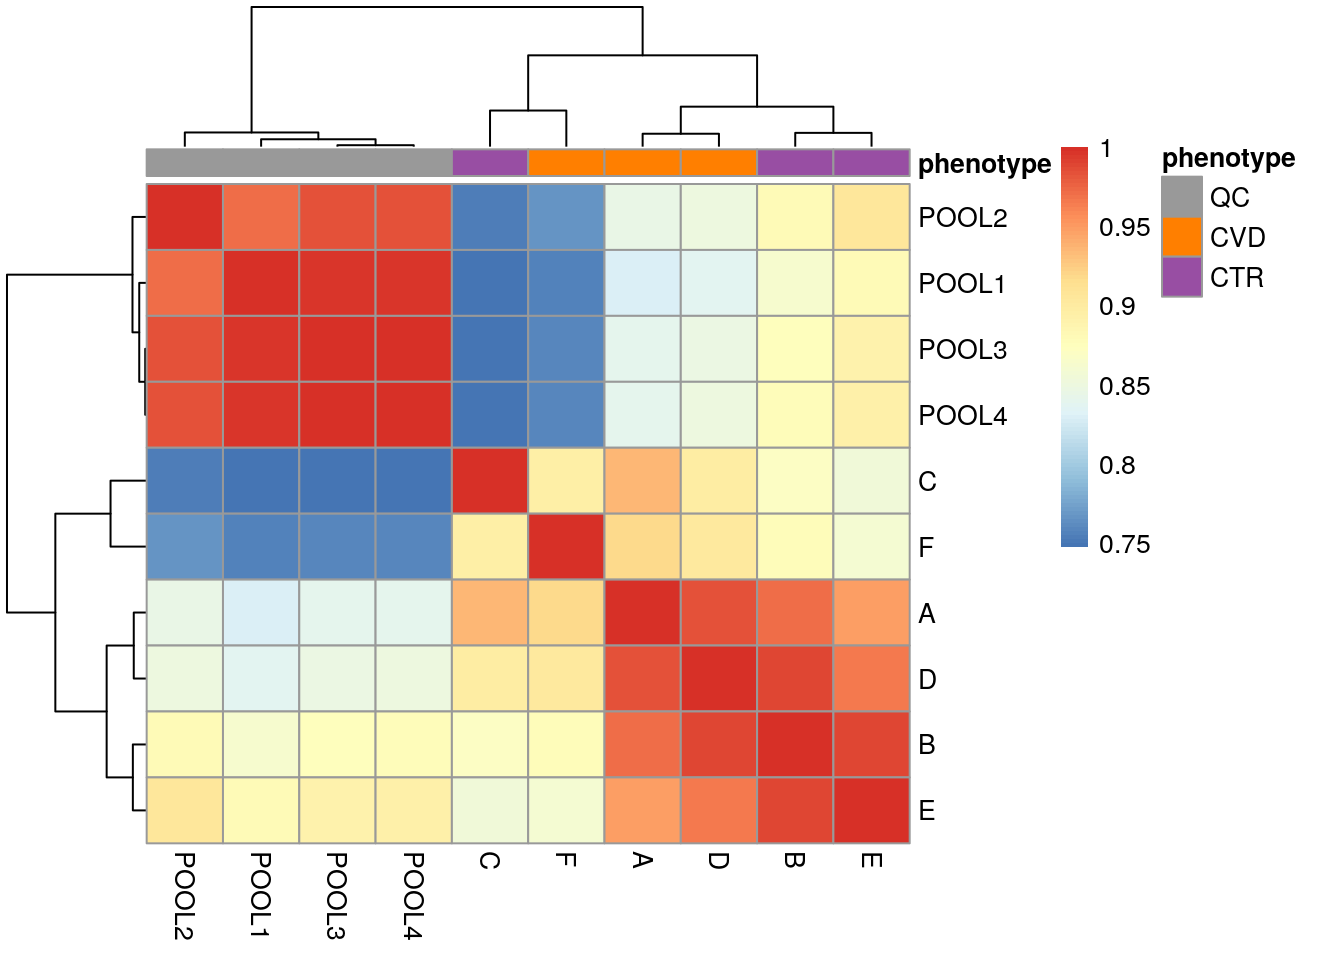 phenotype
1
0.95
0.9
0.85
0.8
0.75
phenotype
QC
CVD
CTR
POOL2
POOL1
POOL3
POOL4
C
F
A
D
B
E
POOL2
POOL1
POOL3
POOL4
C
F
A
D
B
E